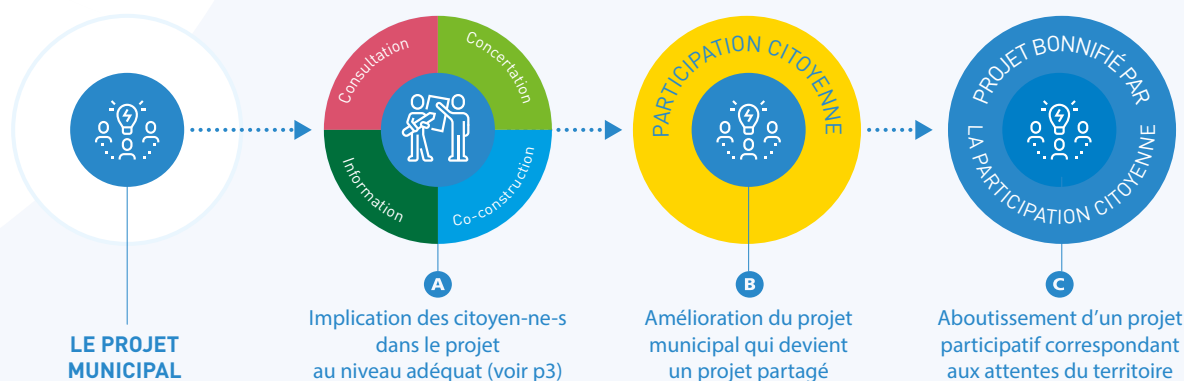 LE PROJET
MUNICIPAL
Consultation
Concertation
Information
Co-construction
A
Implication des citoyen-ne-s
dans le projet
au niveau adéquat (voir p3)
PARTICIPATION CITOYENNE
B
Amélioration du projet
municipal qui devient
un projet partagé
PROJET BONNIFIÉ PAR
LA PARTICIPATION CITOYENNE
C
Aboutissement d’un projet
participatif correspondant
aux attentes du territoire